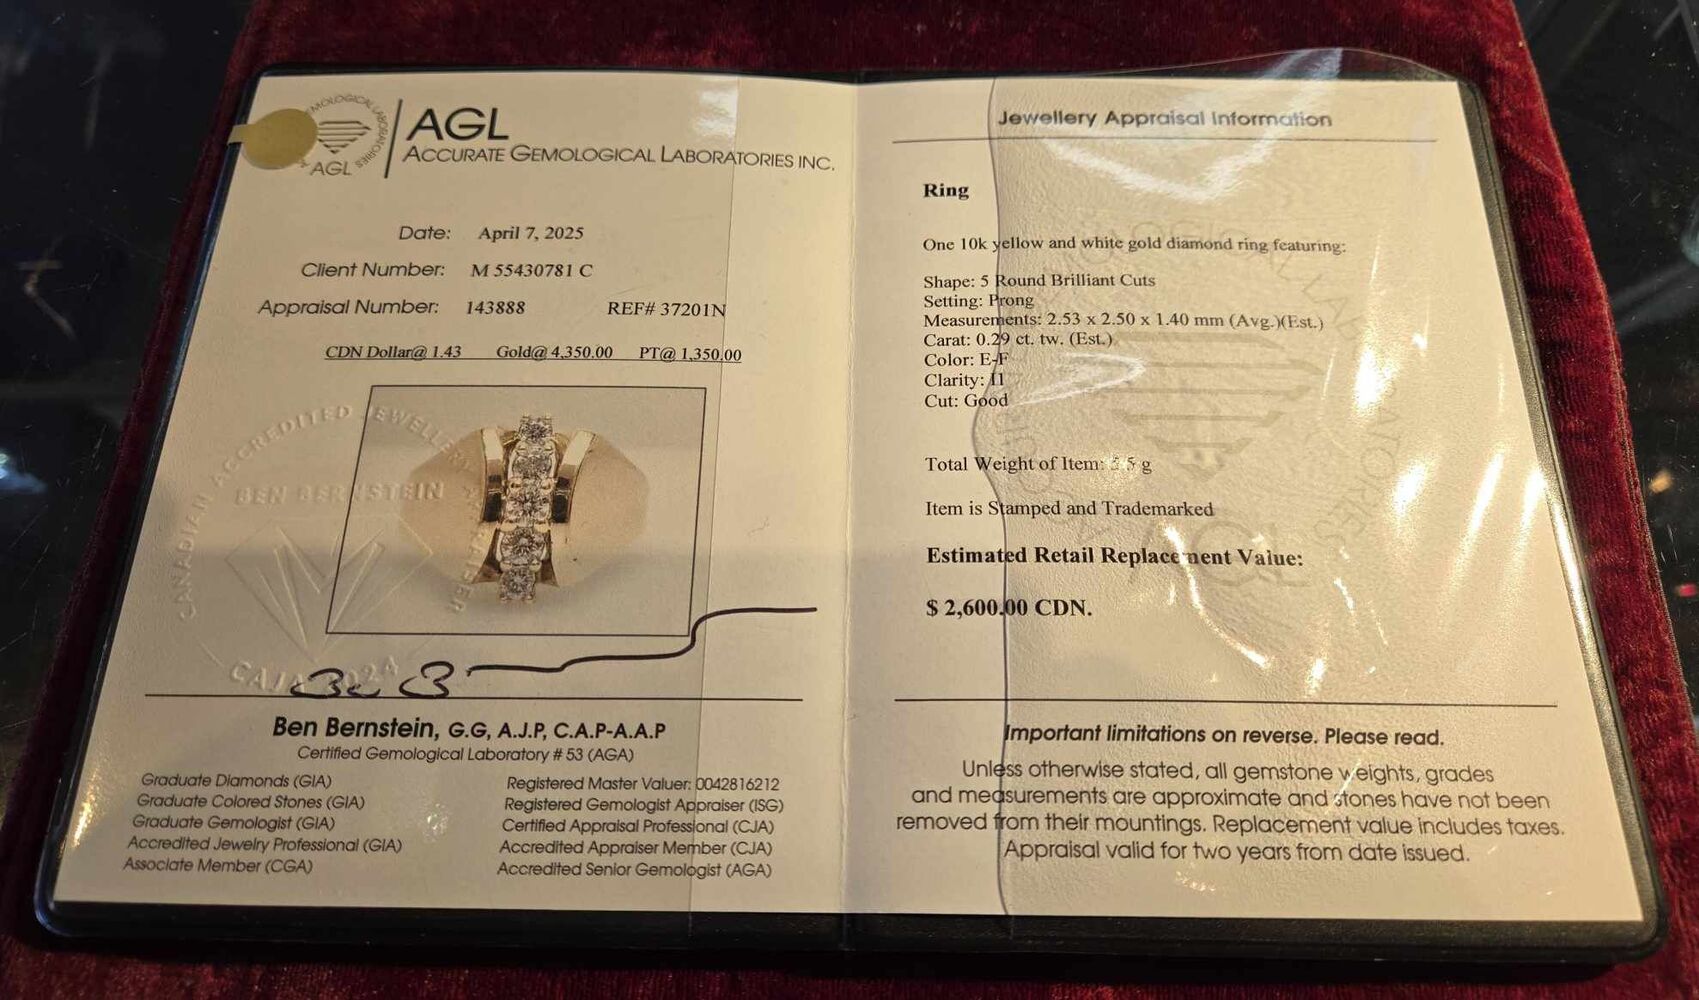 AGL
AGL
ACCURATE GEMOLOGICAL LABORATORIES INC.
Date: April 7, 2025
Client Number: M 55430781 C
Appraisal Number: 143888 REF# 37201N
CDN Dollar@ 1.43 Gold@ 4,350.00 PT@ 1,350.00
CANADIAN ACCREDITED JEWELLERY APPRAISER
BEN BERNSTEIN
Ben Bernstein, G.G, A.J.P, C.A.P-A.A.P
Certified Gemological Laboratory # 53 (AGA)
Graduate Diamonds (GIA)
Graduate Colored Stones (GIA)
Graduate Gemologist (GIA)
Accredited Jewelry Professional (GIA)
Associate Member (CGA)
Registered Master Valuer: 0042816212
Registered Gemologist Appraiser (ISG)
Certified Appraisal Professional (CJA)
Accredited Appraiser Member (CJA)
Accredited Senior Gemologist (AGA)
Jewellery Appraisal Information
Ring
One 10k yellow and white gold diamond ring featuring:
Shape: 5 Round Brilliant Cuts
Setting: Prong
Measurements: 2.53 x 2.50 x 1.40 mm (Avg.)(Est.)
Carat: 0.29 ct. tw. (Est.)
Color: E-F
Clarity: I1
Cut: Good
Total Weight of Item: g
Item is Stamped and Trademarked
Estimated Retail Replacement Value:
$ 2,600.00 CDN.
Important limitations on reverse. Please read.
Unless otherwise stated, all gemstone weights, grades
and measurements are approximate and stones have not been
removed from their mountings. Replacement value includes taxes.
Appraisal valid for two years from date issued.